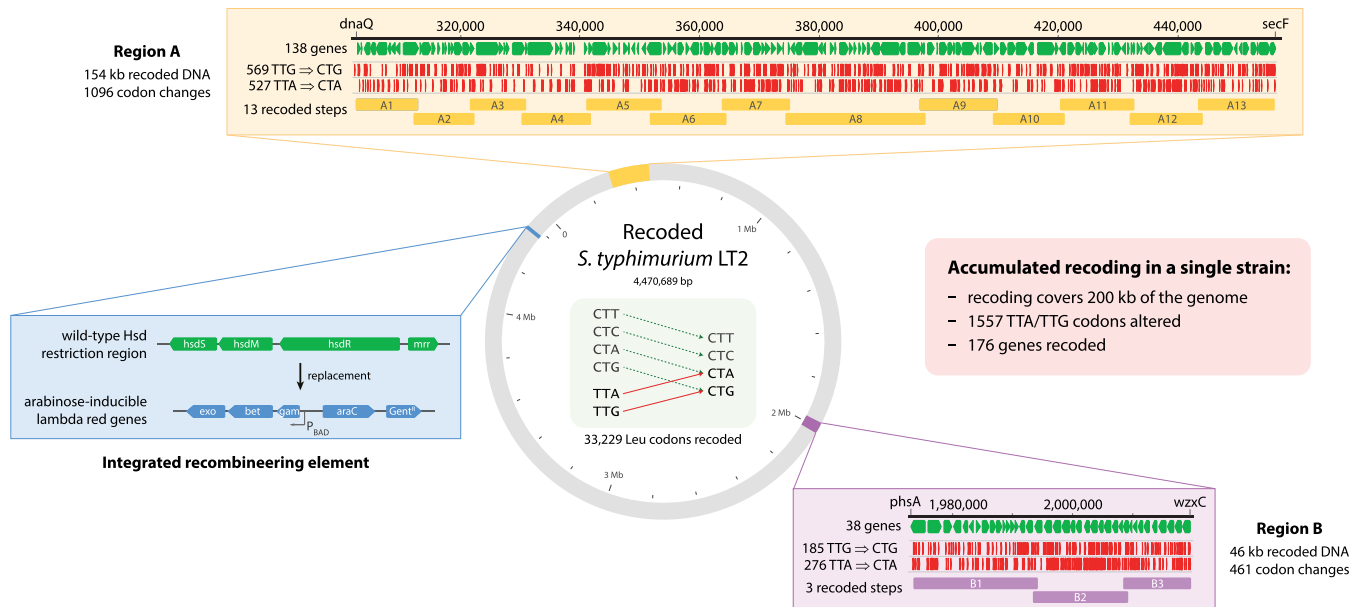 dnaQ 320,000 340,000 360,000 380,000 400,000 420,000 440,000 secF
Region A
154 kb recoded DNA
1096 codon changes
138 genes
569 TTG ⇒ CTG
527 TTA ⇒ CTA
13 recoded steps
A1 A3 A5 A7 A9 A11 A13
A2 A4 A6 A8 A10 A12
0
1 Mb
2 Mb
3 Mb
4 Mb
Recoded
S. typhimurium LT2
4,470,689 bp
CTT
CTC
CTA
CTG
TTA
TTG
CTT
CTC
CTA
CTG
33,229 Leu codons recoded
wild-type Hsd
restriction region
hsdS hsdM hsdR mrr
replacement
arabinose-inducible
lambda red genes
exo bet gam araC GentR
PBAD
Integrated recombineering element
Accumulated recoding in a single strain:
– recoding covers 200 kb of the genome
– 1557 TTA/TTG codons altered
– 176 genes recoded
phsA 1,980,000 2,000,000 wzxC
38 genes
185 TTG ⇒ CTG
276 TTA ⇒ CTA
3 recoded steps
B1 B3
B2
Region B
46 kb recoded DNA
461 codon changes